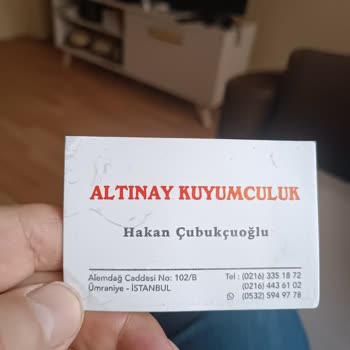 ALTINAY KUYUMCULUK
Hakan Çubukçuoğlu
Alemdağ Caddesi No: 102/B
Ümraniye - İSTANBUL
Tel : (0216) 335 18 72
(0216) 443 61 02
(0532) 594 97 78